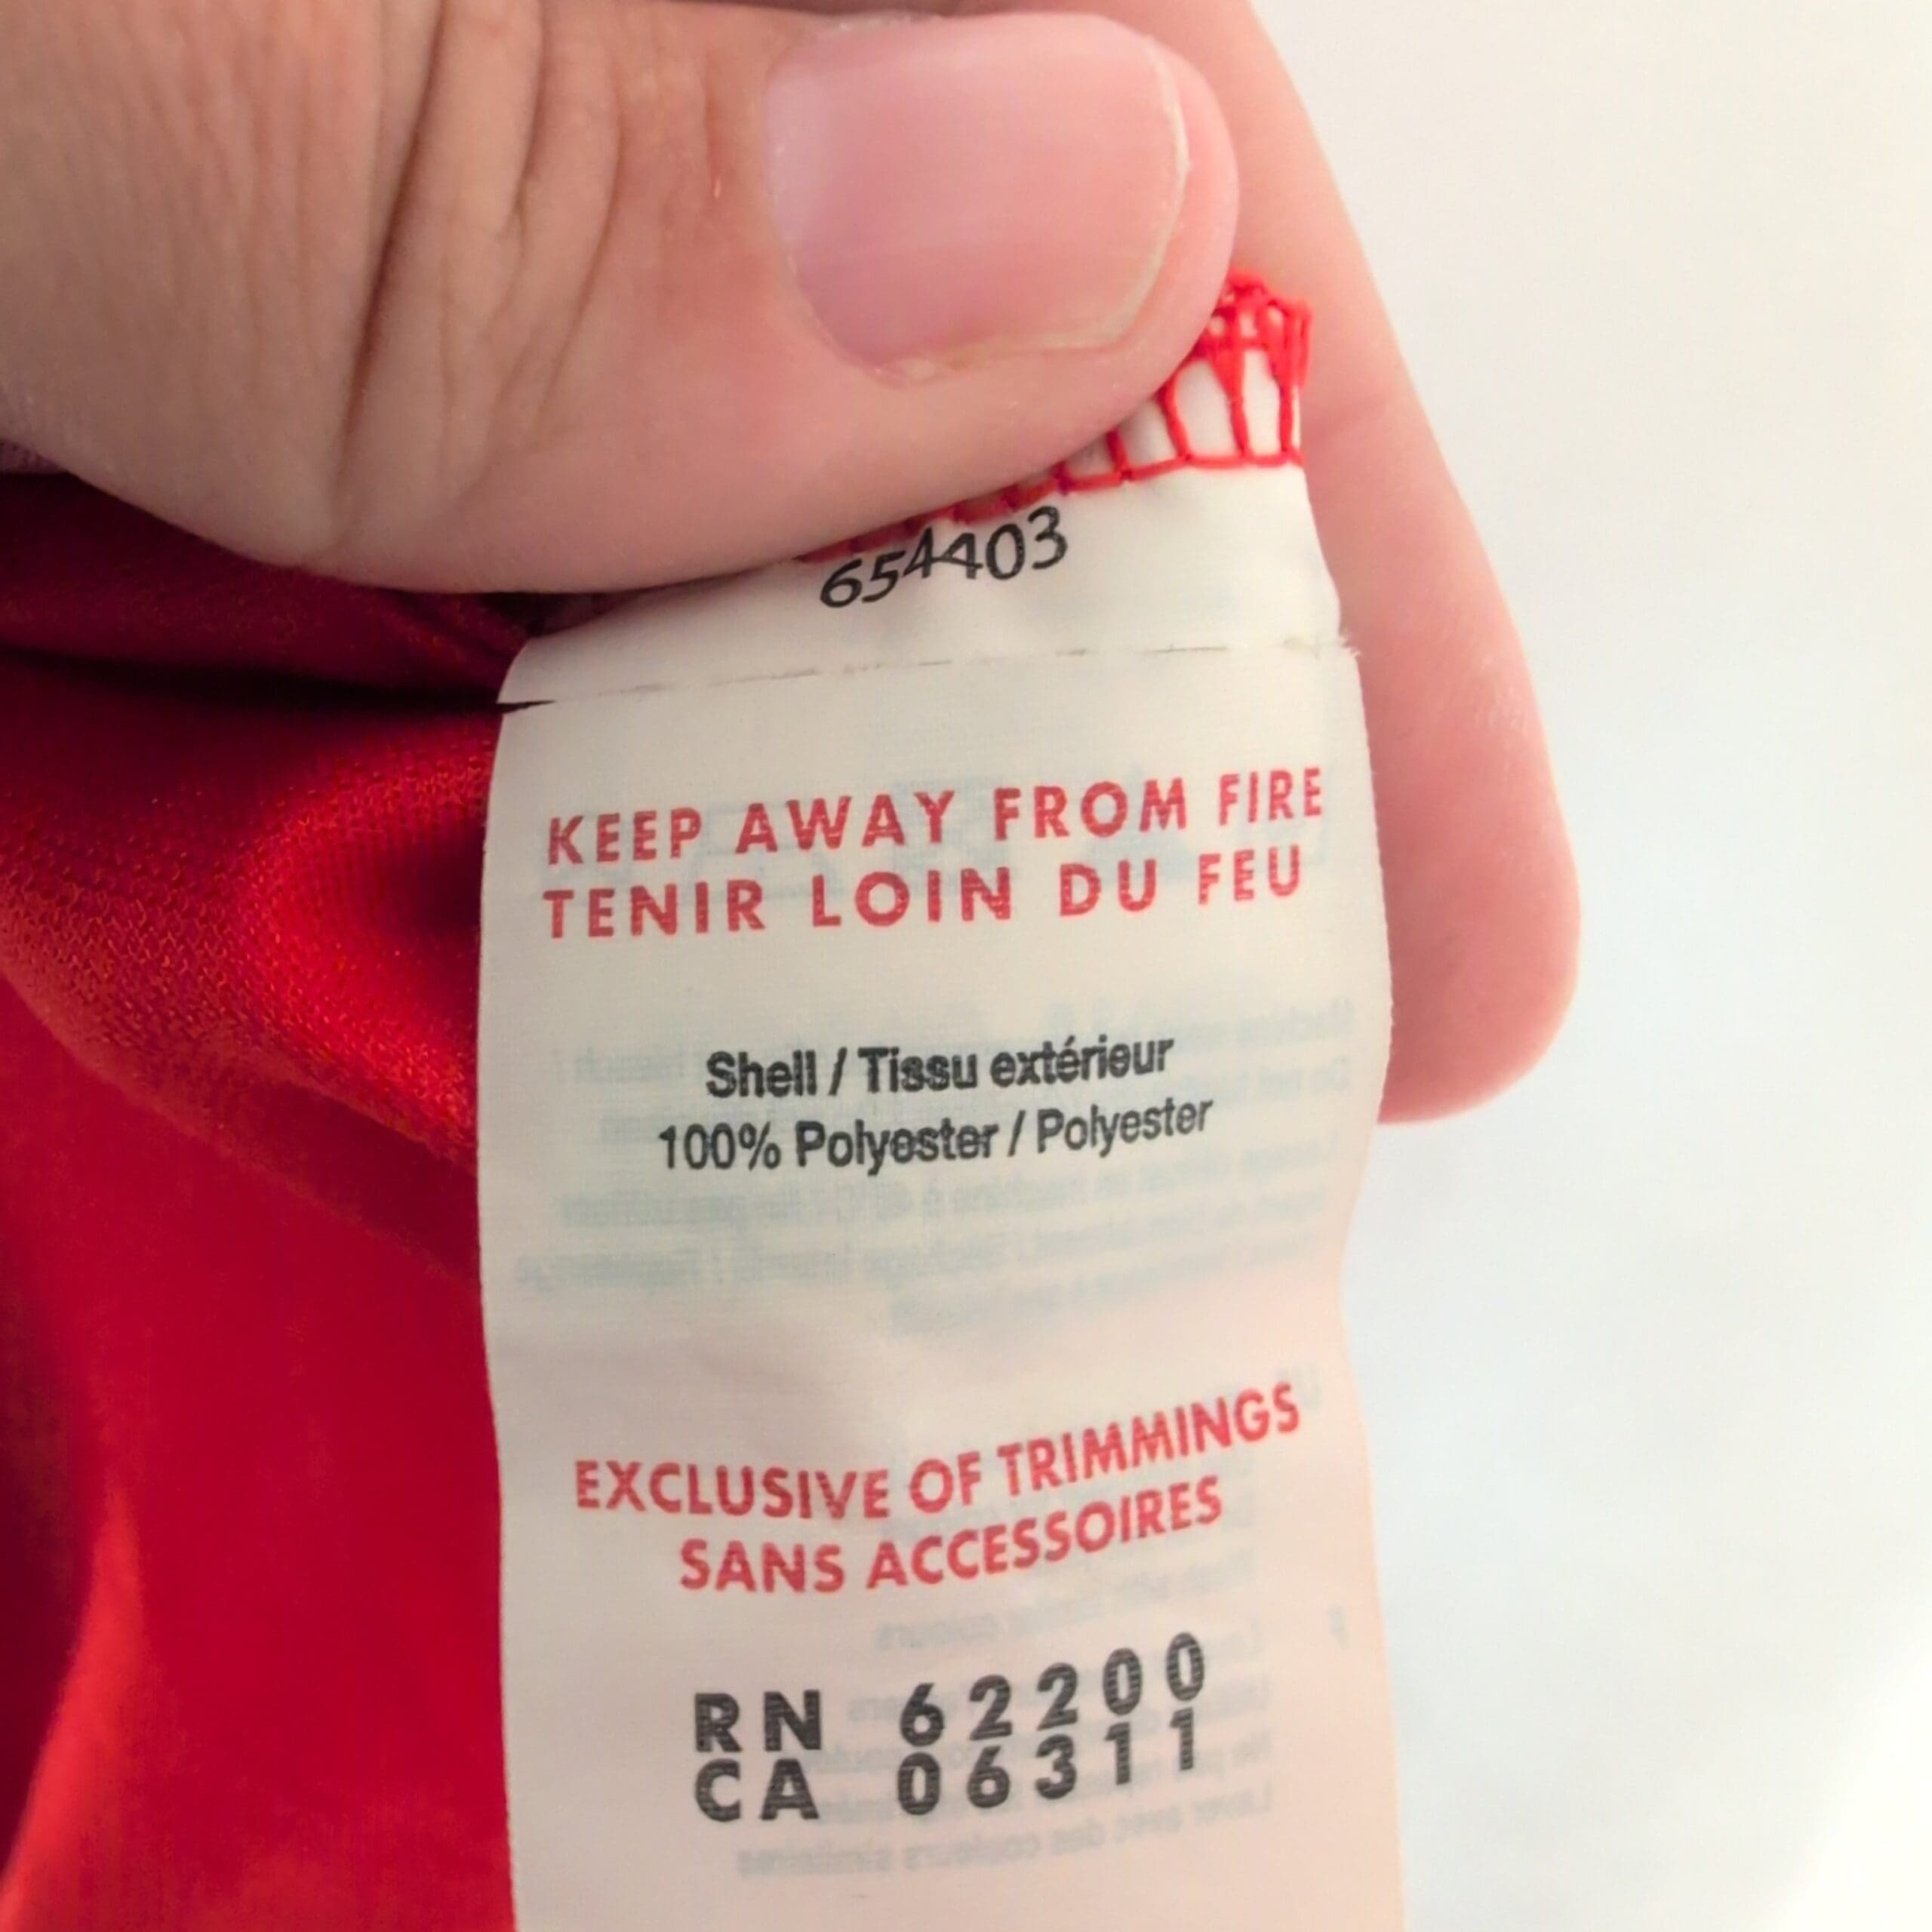 654403
KEEP AWAY FROM FIRE
TENIR LOIN DU FEU
Shell / Tissu extérieur
100% Polyester / Polyester
EXCLUSIVE OF TRIMMINGS
SANS ACCESSOIRES
RN 62200
CA 06311